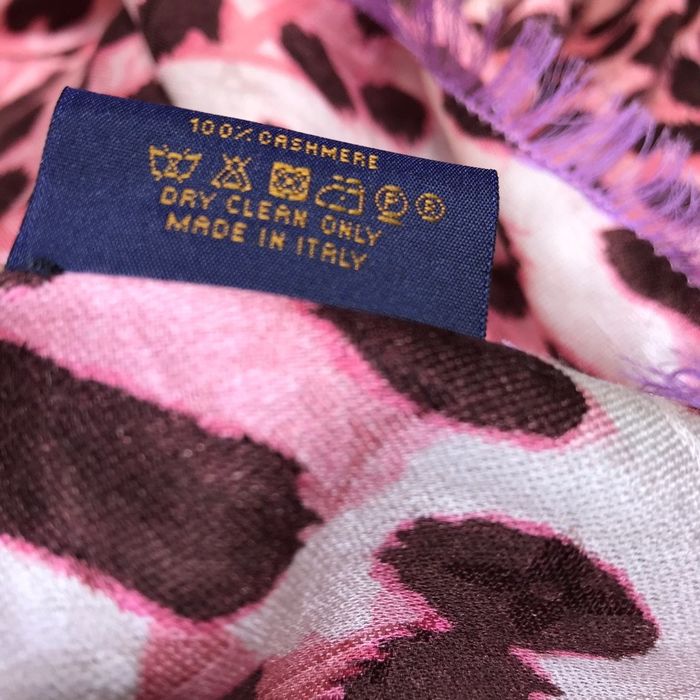 100% CASHMERE
P R
DRY CLEAN ONLY
MADE IN ITALY